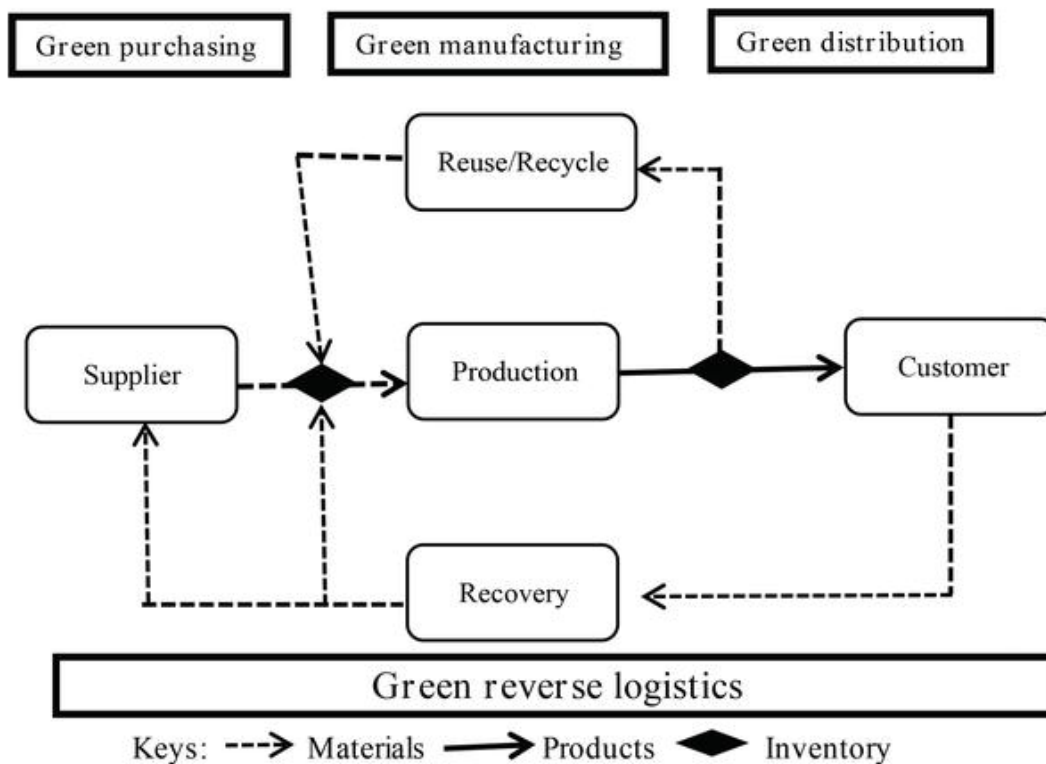 Green purchasing
Green manufacturing
Green distribution
Reuse/Recycle
Supplier
Production
Customer
Recovery
Green reverse logistics
Keys: Materials Products Inventory